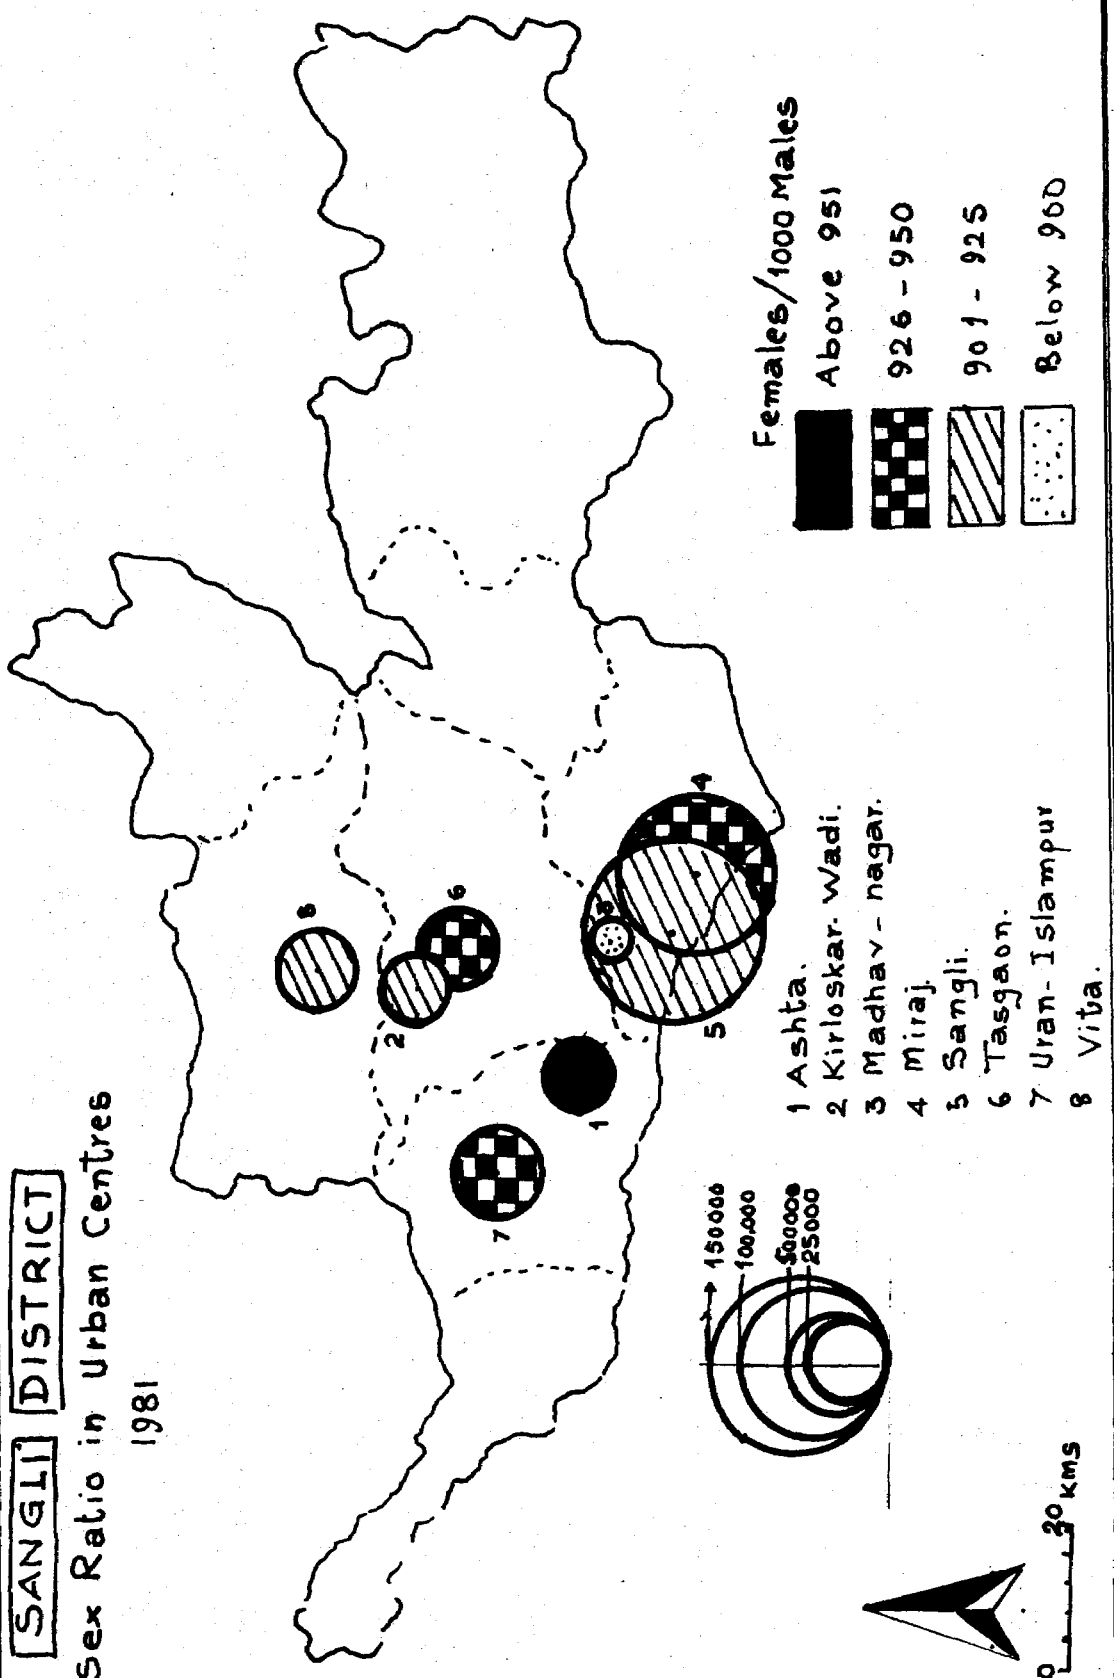 SANGLI DISTRICT
Sex Ratio in Urban Centres
1981
8
6
2
7
1
3
4
5
Females/1000 Males
Above 951
926-950
901-925
Below 900
1 Ashta.
2 Kirloskar-Wadi.
3 Madhav-nagar.
4 Miraj.
5 Sangli.
6 Tasgaon.
7 Uran-Islampur
8 Vita.
150000
100,000
25000
0 20 kms